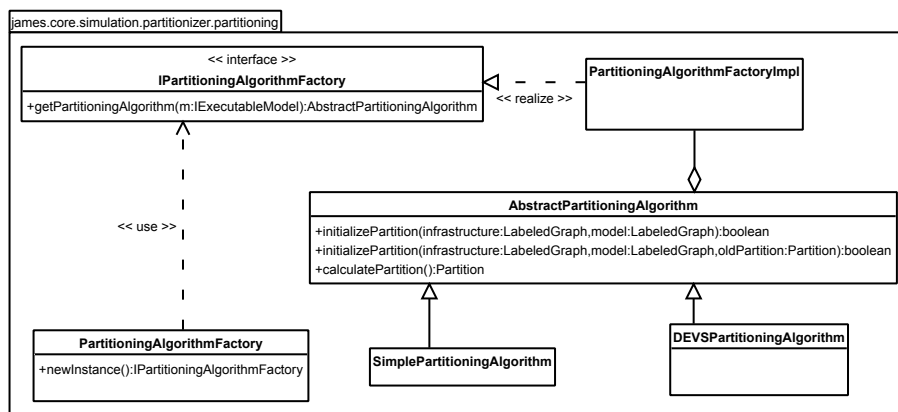 james.core.simulation.partitionizer.partitioning
<< interface >>
IPartitioningAlgorithmFactory
+getPartitioningAlgorithm(m:IExecutableModel):AbstractPartitioningAlgorithm
PartitioningAlgorithmFactoryImpl
<< realize >>
AbstractPartitioningAlgorithm
+initializePartition(infrastructure:LabeledGraph,model:LabeledGraph):boolean
+initializePartition(infrastructure:LabeledGraph,model:LabeledGraph,oldPartition:Partition):boolean
+calculatePartition():Partition
<< use >>
PartitioningAlgorithmFactory
+newInstance():IPartitioningAlgorithmFactory
SimplePartitioningAlgorithm
DEVSPartitioningAlgorithm